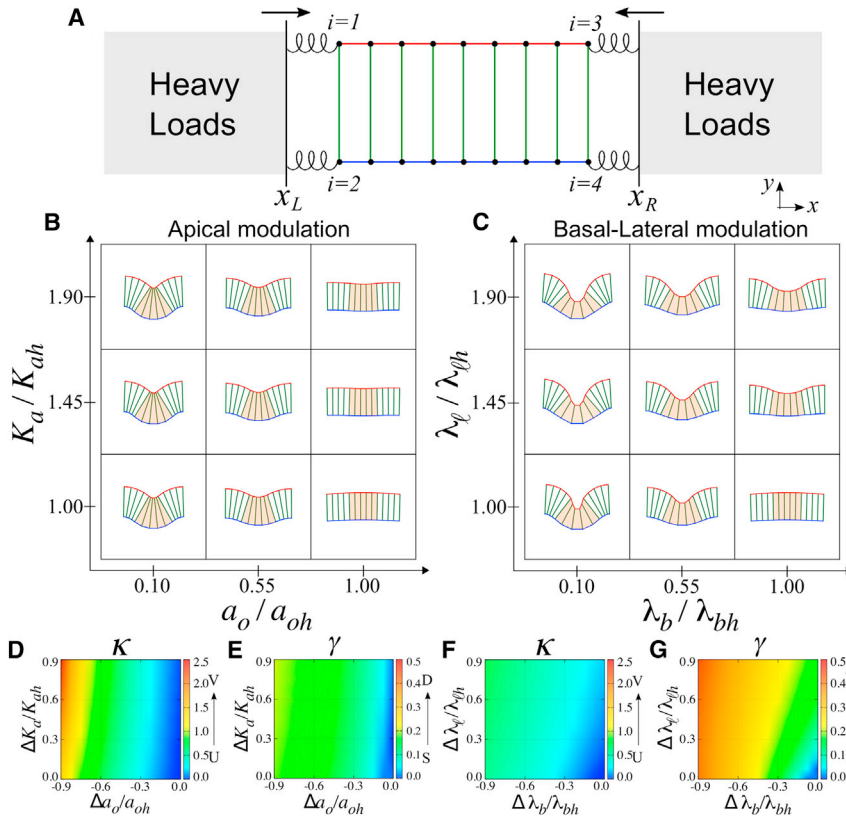 A
i=1
i=3
Heavy Loads
Heavy Loads
i=2
i=4
x_L
x_R
y
x
B
Apical modulation
C
Basal-Lateral modulation
K_a / K_ah
1.90
1.45
1.00
0.10
0.55
1.00
a_o / a_oh
λ_ℓ / λ_ℓh
1.90
1.45
1.00
0.10
0.55
1.00
λ_b / λ_bh
D
κ
ΔK_a/K_ah
0.9
0.6
0.3
0.0
-0.9
-0.6
-0.3
0.0
Δa_o/a_oh
2.5
2.0
1.5
1.0
0.5
0.0
V
U
E
γ
ΔK_a/K_ah
0.9
0.6
0.3
0.0
-0.9
-0.6
-0.3
0.0
Δa_o/a_oh
0.5
0.4
0.3
0.2
0.1
0.0
D
S
F
κ
Δλ_ℓ/λ_ℓh
0.9
0.6
0.3
0.0
-0.9
-0.6
-0.3
0.0
Δλ_b/λ_bh
2.5
2.0
1.5
1.0
0.5
0.0
V
U
G
γ
Δλ_ℓ/λ_ℓh
0.9
0.6
0.3
0.0
-0.9
-0.6
-0.3
0.0
Δλ_b/λ_bh
0.5
0.4
0.3
0.2
0.1
0.0
D
S